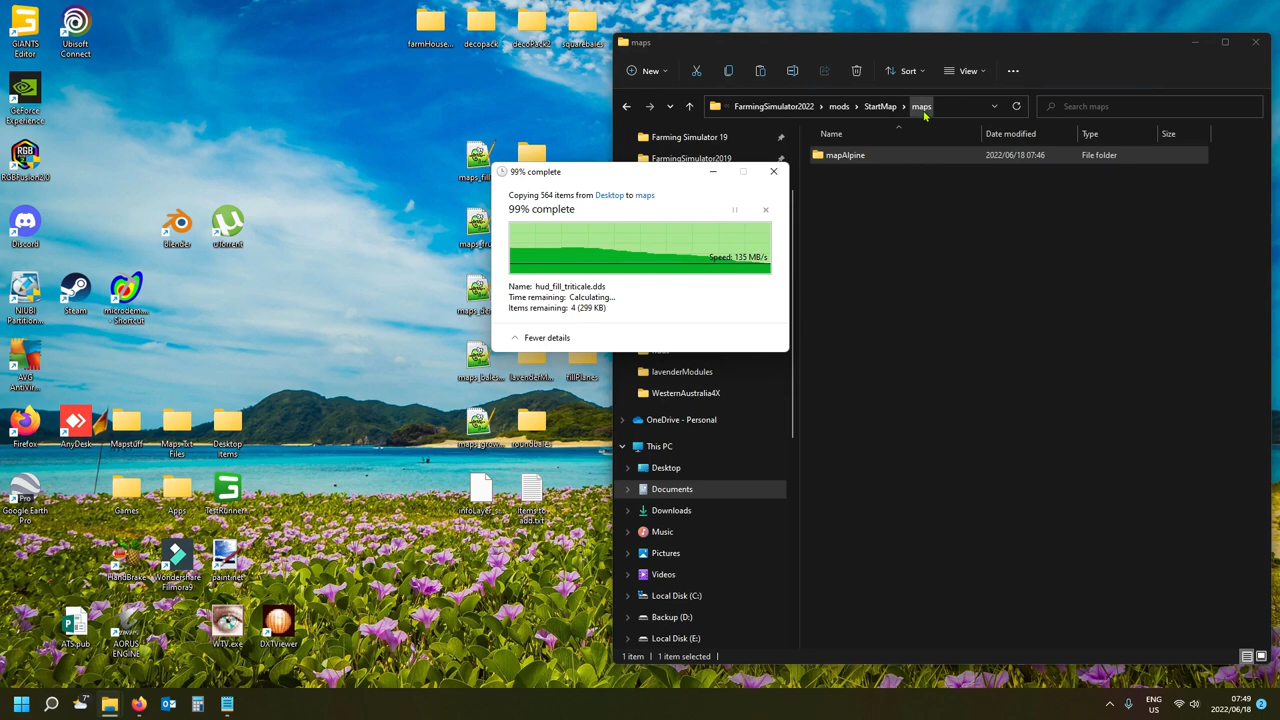 GIANTS
Editor
Ubisoft
Connect
farmHouse...
decopack
decoPack2
squarebales
GeForce
Experience
RGBFusion2.0
Discord
blender
uTorrent
NIUBI
Partition...
Steam
microdem...
- Shortcut
AVG
AntiVir...
Firefox
AnyDesk
Mapstuff
Maps Txt
Files
Desktop
Items
Pro
Google Earth
Pro
Games
Apps
TestRunner...
HandBrake
Wondershare
Filmora9
paint.net
ATS.pub
AORUS
ENGINE
WTV.exe
DXTViewer
maps_fill...
maps_fru...
maps_bales...
lavenderM...
fillPlanes
maps_grow...
roundbales
infoLayer_s...
items to
add.txt
maps
New
Sort
View
FarmingSimulator2022
mods
StartMap
maps
Search maps
Farming Simulator 19
FarmingSimulator2019
lavenderModules
WesternAustralia4X
OneDrive - Personal
This PC
Desktop
Documents
Downloads
Music
Pictures
Videos
Local Disk (C:)
Backup (D:)
Local Disk (E:)
Name
Date modified
Type
Size
mapAlpine
2022/06/18 07:46
File folder
1 item
1 item selected
99% complete
Copying 564 items from Desktop to maps
99% complete
Speed: 135 MB/s
Name: hud_fill_triticale.dds
Time remaining: Calculating...
Items remaining: 4 (299 KB)
Fewer details
7°
ENG
US
07:49
2022/06/18
2